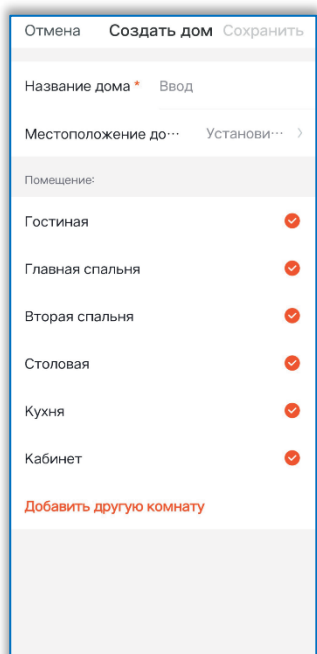 Отмена Создать дом Сохранить
Название дома * Ввод
Местоположение до··· Установи··· >
Помещение:
Гостиная
Главная спальня
Вторая спальня
Столовая
Кухня
Кабинет
Добавить другую комнату